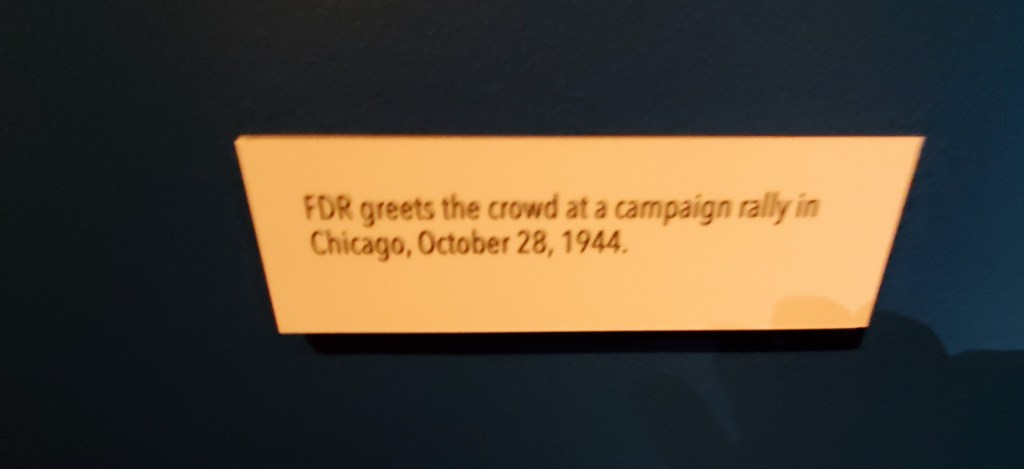 FDR greets the crowd at a campaign rally in
Chicago, October 28, 1944.